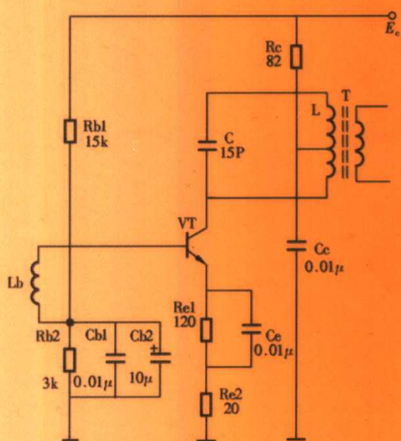 Ec
Rc
82
L
T
Rb1
15k
C
15P
VT
Cc
0.01μ
Lb
Rb2
Cb1
Cb2
Re1
120
Ce
0.01μ
3k
0.01μ
+
10μ
Re2
20